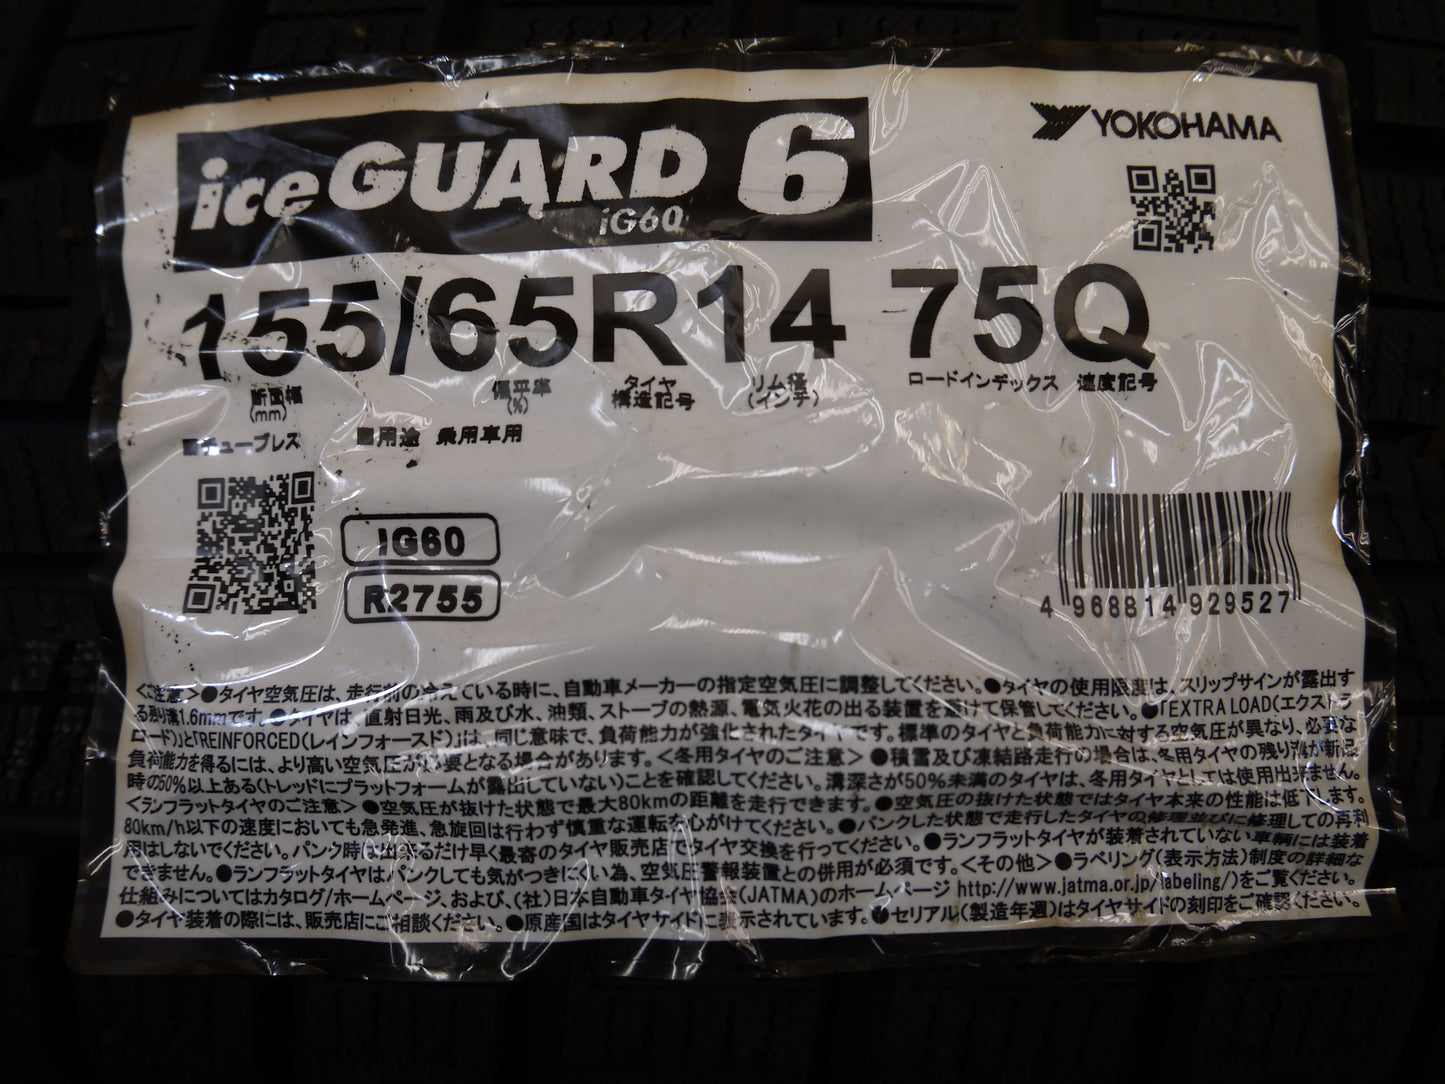 iceGUARD 6
iG60
YOKOHAMA
155/65R14 75Q
断面幅
(mm)
偏平率
(%)
タイヤ
構造記号
リム径
(インチ)
ロードインデックス 速度記号
■チューブレス ■用途 乗用車用
IG60
R2755
4 968814 929527
<ご注意>●タイヤ空気圧は、走行前の冷えている時に、自動車メーカーの指定空気圧に調整してください。●タイヤの使用限度は、スリップサインが露出す
る残り溝1.6mmです。●タイヤは、直射日光、雨及び水、油類、ストーブの熱源、電気火花の出る装置を避けて保管してください。●「EXTRA LOAD(エクストラ
ロード)」と「REINFORCED(レインフォースド)」は、同じ意味で、負荷能力が強化されたタイヤです。標準のタイヤと負荷能力に対する空気圧が異なり、必要な
負荷能力を得るには、より高い空気圧が必要となる場合があります。<冬用タイヤのご注意>●積雪及び凍結路走行の場合は、冬用タイヤの残り溝が新品
時の50%以上ある(トレッドにプラットフォームが露出していない)ことを確認してください。溝深さが50%未満のタイヤは、冬用タイヤとしては使用出来ません。
<ランフラットタイヤのご注意>●空気圧が抜けた状態で最大80kmの距離を走行できます。●空気圧の抜けた状態ではタイヤ本来の性能は低下します。
80km/h以下の速度においても急発進、急旋回は行わず慎重な運転を心がけてください。●パンクした状態で走行したタイヤの修理並びに修理しての再利
用はしないでください。パンク時は出来るだけ早く最寄のタイヤ販売店でタイヤ交換を行ってください。●ランフラットタイヤが装着されていない車輌には装着
できません。●ランフラットタイヤはパンクしても気がつきにくい為、空気圧警報装置との併用が必須です。<その他>●ラベリング(表示方法)制度の詳細な
仕組みについてはカタログ/ホームページ、および、(社)日本自動車タイヤ協会(JATMA)のホームページ http://www.jatma.or.jp/labeling/)をご覧ください。
●タイヤ装着の際には、販売店にご相談ください。●原産国はタイヤサイドに表示されています。●セリアル(製造年週)はタイヤサイドの刻印をご確認ください。